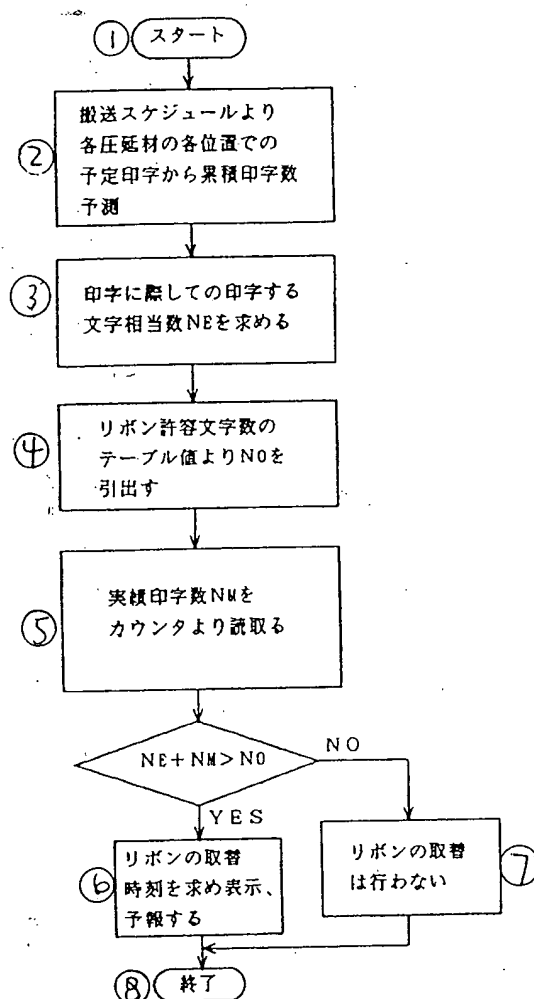 ① スタート
②
搬送スケジュールより
各圧延材の各位置での
予定印字から累積印字数
予測
③
印字に際しての印字する
文字相当数NEを求める
④
リボン許容文字数の
テーブル値よりN0を
引出す
⑤
実績印字数NMを
カウンタより読取る
NE+NM>N0
NO
YES
⑥
リボンの取替
時刻を求め表示、
予報する
リボンの取替
は行わない
⑦
⑧ 終了